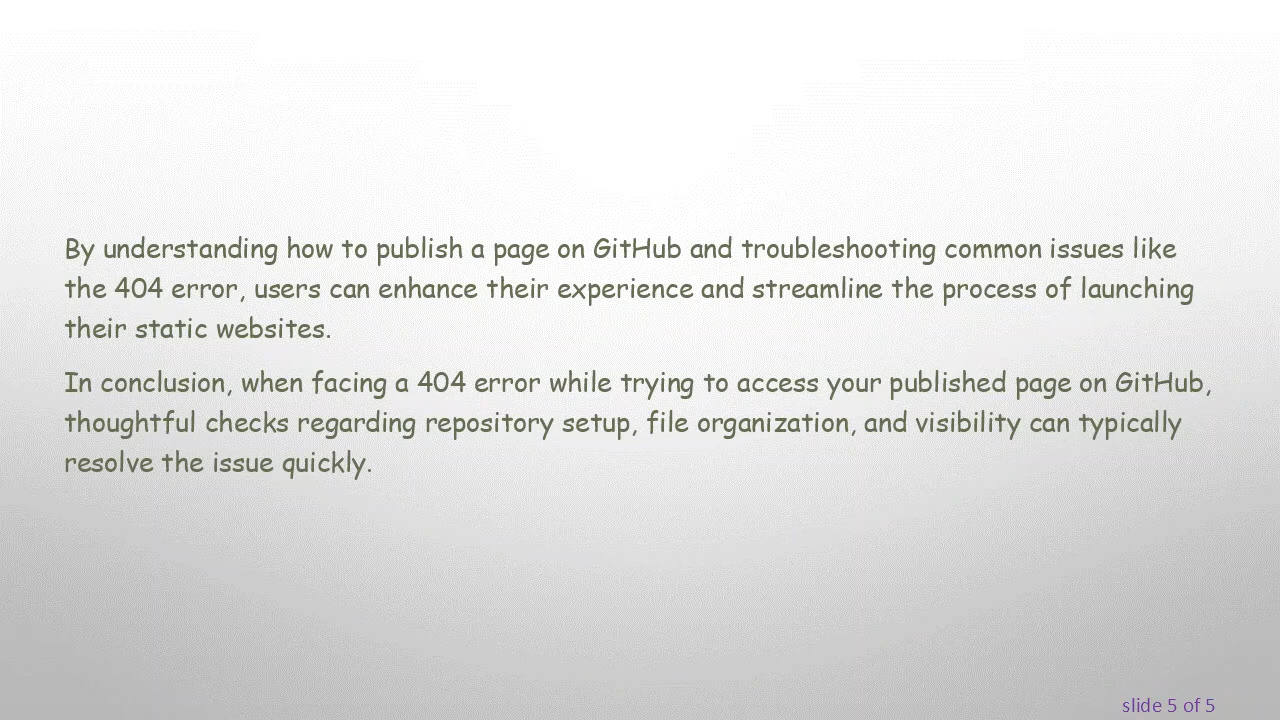 By understanding how to publish a page on GitHub and troubleshooting common issues like
the 404 error, users can enhance their experience and streamline the process of launching
their static websites.
In conclusion, when facing a 404 error while trying to access your published page on GitHub,
thoughtful checks regarding repository setup, file organization, and visibility can typically
resolve the issue quickly.
slide 5 of 5